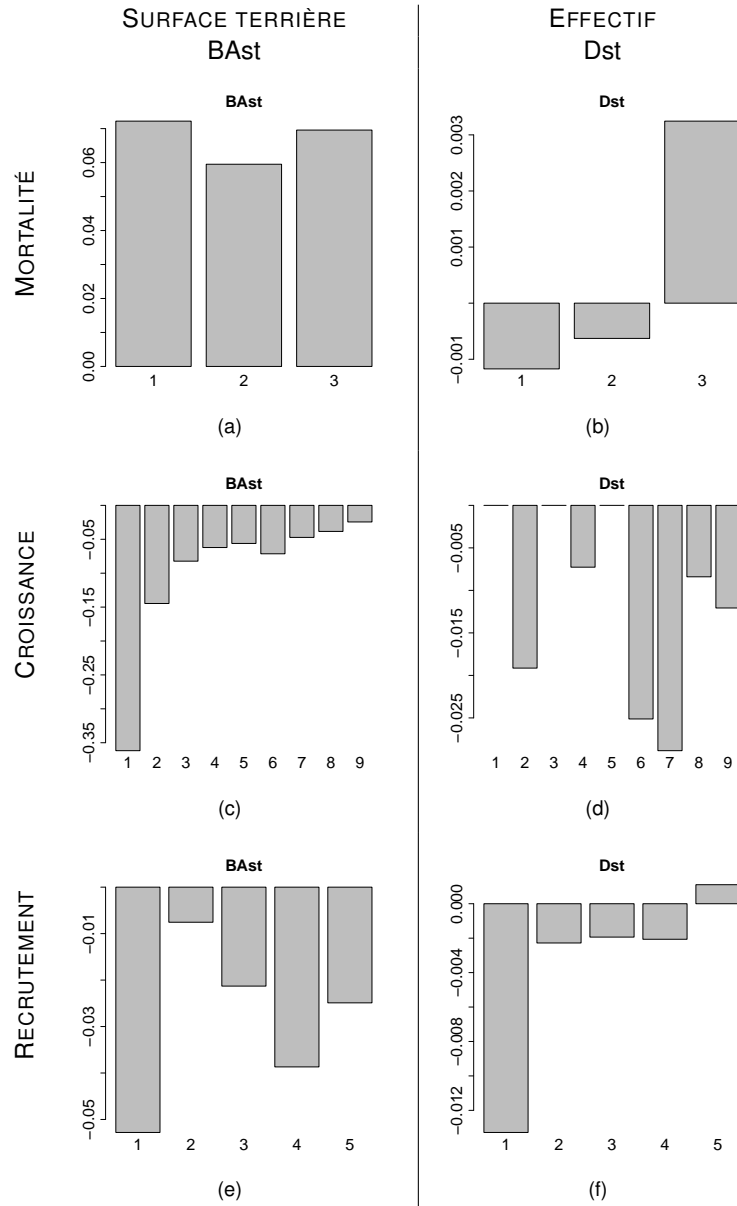 SURFACE TERRIÈRE
BAst
EFFECTIF
Dst
MORTALITÉ
BAst
0.00
0.02
0.04
0.06
1 2 3
(a)
Dst
−0.001
0.001
0.002
0.003
1 2 3
(b)
CROISSANCE
BAst
−0.35
−0.25
−0.15
−0.05
1 2 3 4 5 6 7 8 9
(c)
Dst
−0.025
−0.015
−0.005
1 2 3 4 5 6 7 8 9
(d)
RECRUTEMENT
BAst
−0.05
−0.03
−0.01
1 2 3 4 5
(e)
Dst
−0.012
−0.008
−0.004
0.000
1 2 3 4 5
(f)